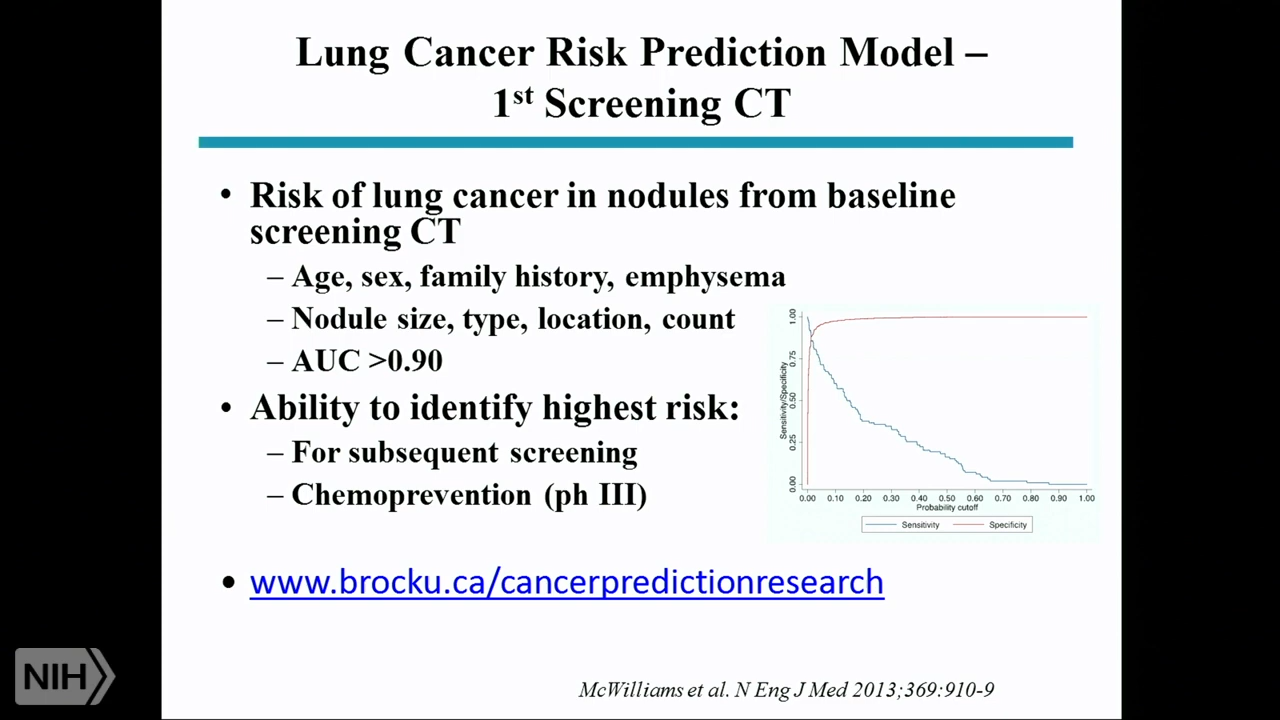 Lung Cancer Risk Prediction Model –
1st Screening CT
• Risk of lung cancer in nodules from baseline
screening CT
– Age, sex, family history, emphysema
– Nodule size, type, location, count
– AUC >0.90
• Ability to identify highest risk:
– For subsequent screening
– Chemoprevention (ph III)
Sensitivity/Specificity
1.00
0.75
0.50
0.25
0.00
0.00 0.10 0.20 0.30 0.40 0.50 0.60 0.70 0.80 0.90 1.00
Probability cutoff
Sensitivity Specificity
• www.brocku.ca/cancerpredictionresearch
NIH
McWilliams et al. N Eng J Med 2013;369:910-9